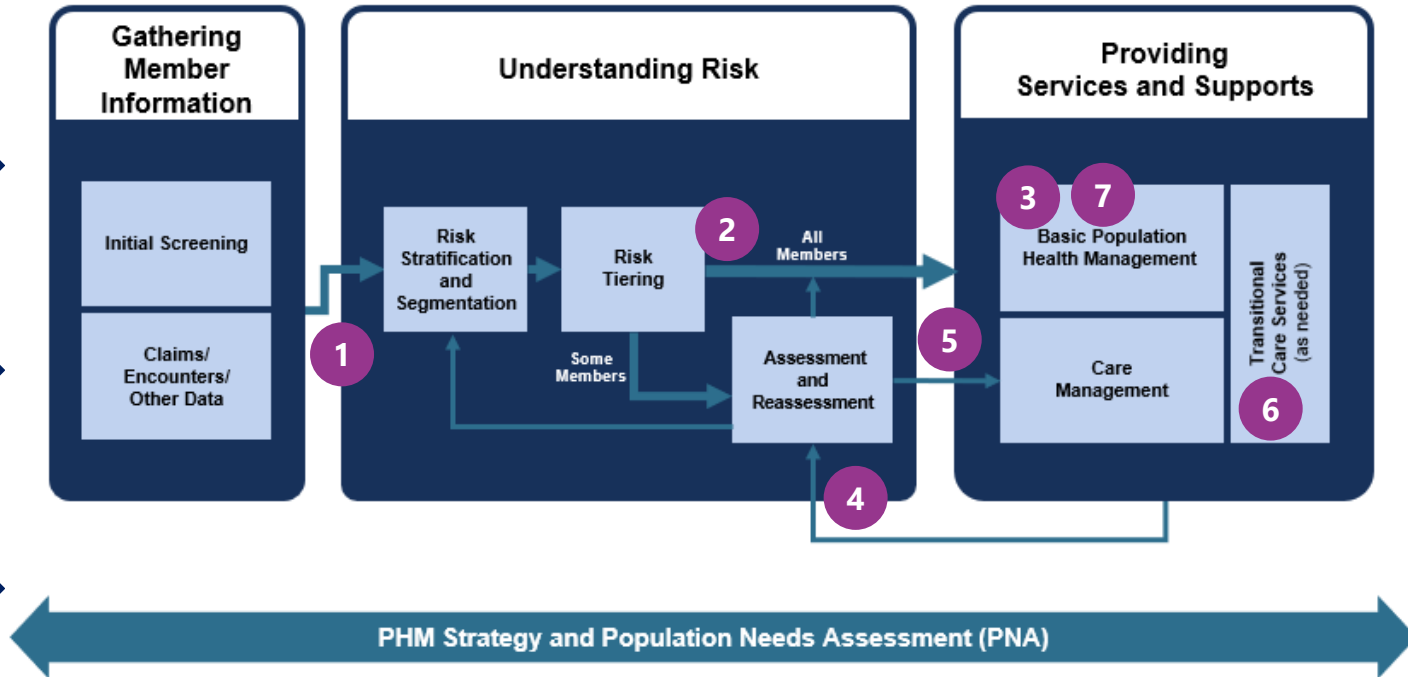 Gathering
Member
Information
Initial Screening
Claims/
Encounters/
Other Data
1
Understanding Risk
Risk
Stratification
and
Segmentation
Risk
Tiering
2
All
Members
Some
Members
Assessment
and
Reassessment
4
5
Providing
Services and Supports
3
7
Basic Population
Health Management
Care
Management
Transitional
Care Services
(as needed)
6
PHM Strategy and Population Needs Assessment (PNA)